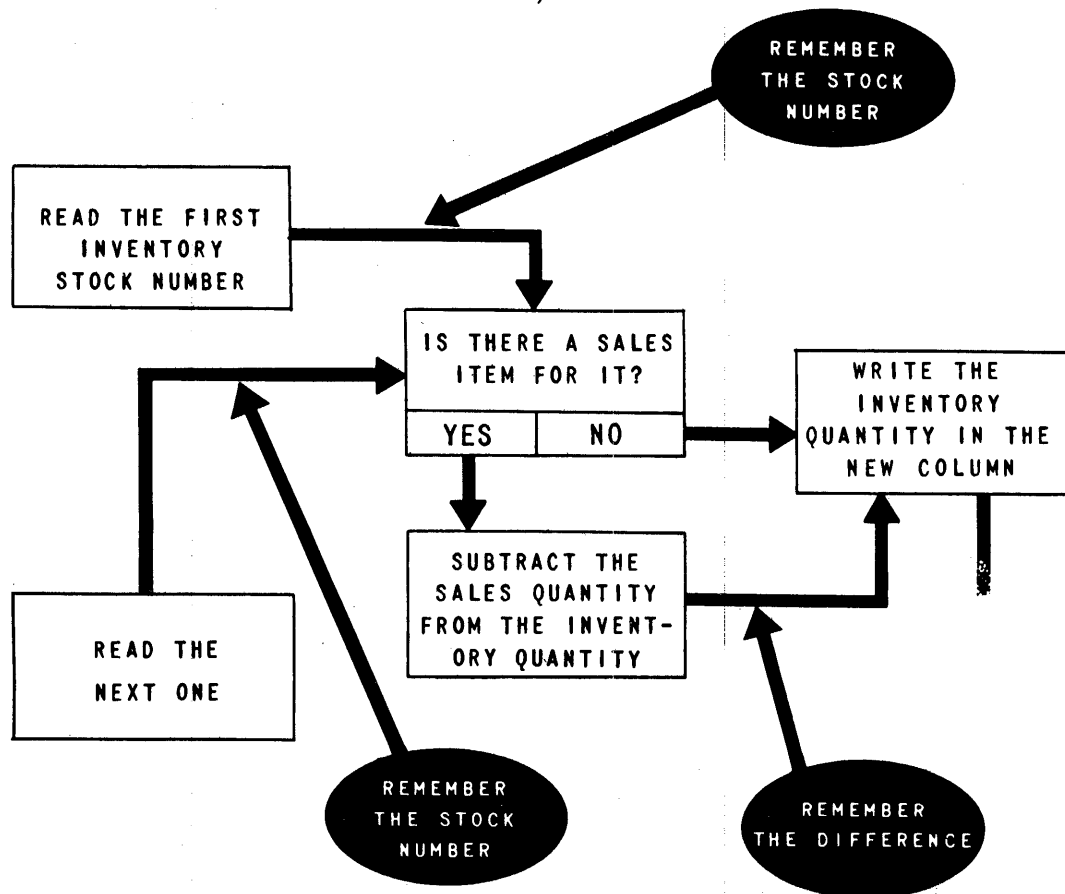 REMEMBER
THE STOCK
NUMBER
READ THE FIRST
INVENTORY
STOCK NUMBER
IS THERE A SALES
ITEM FOR IT?
YES
NO
WRITE THE
INVENTORY
QUANTITY IN THE
NEW COLUMN
SUBTRACT THE
SALES QUANTITY
FROM THE INVENT-
ORY QUANTITY
READ THE
NEXT ONE
REMEMBER
THE STOCK
NUMBER
REMEMBER
THE DIFFERENCE